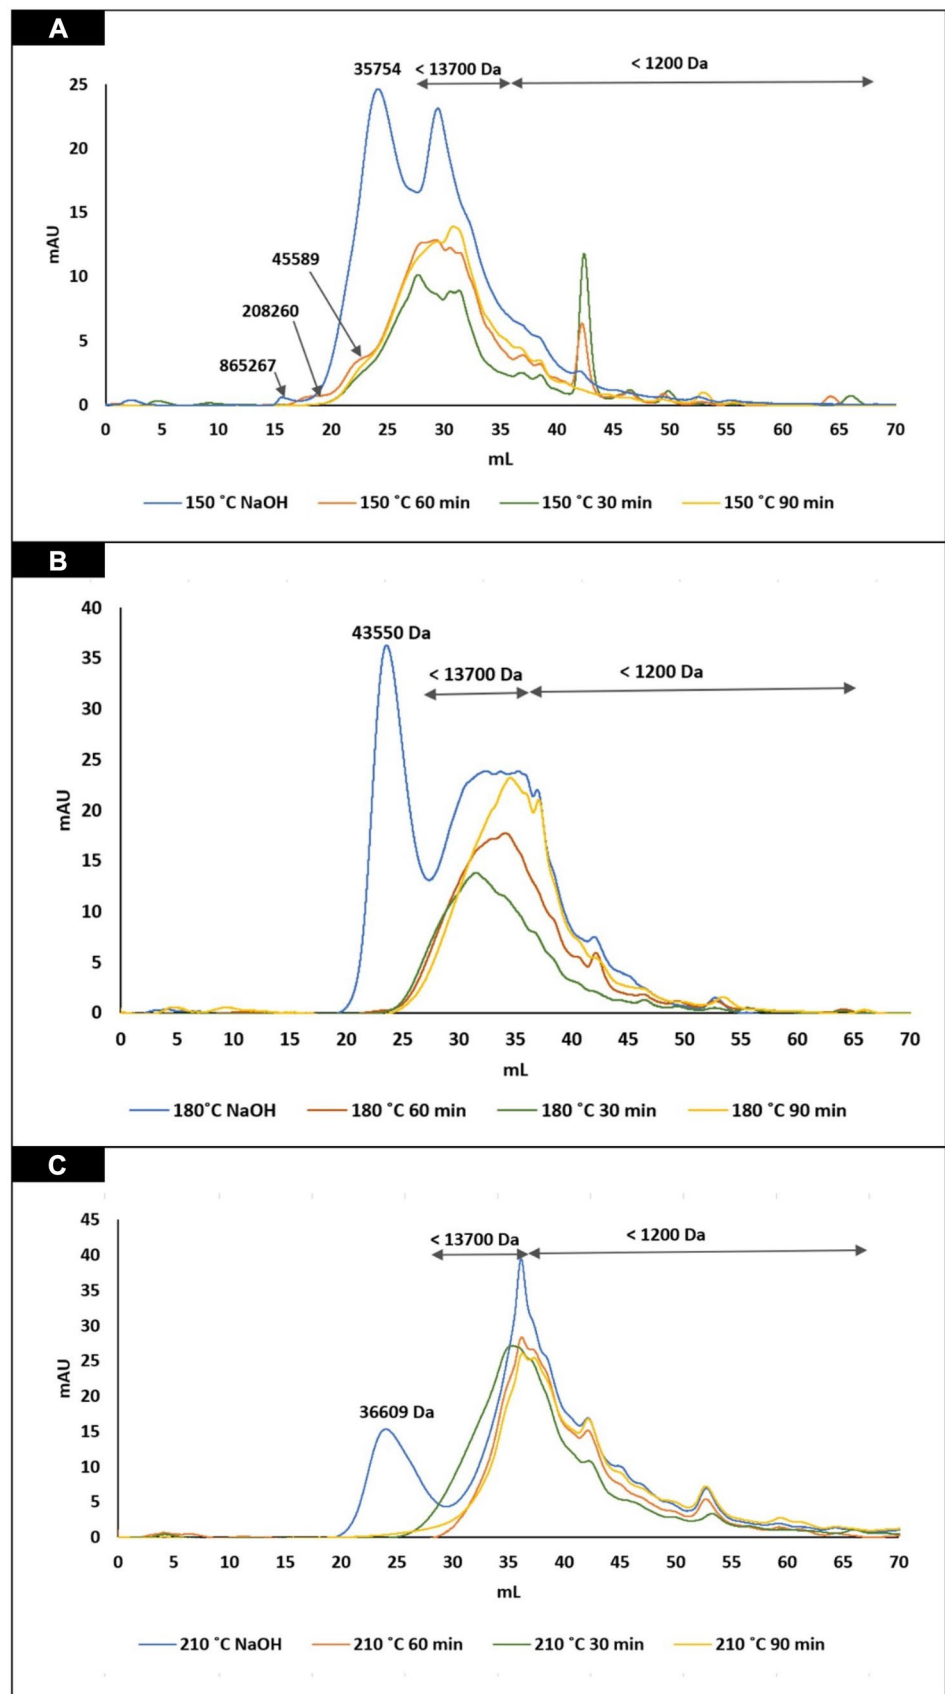 A
35754 < 13700 Da < 1200 Da
25
20
15
10
5
0
mAU
45589
208260
865267
0 5 10 15 20 25 30 35 40 45 50 55 60 65 70
mL
150 ˚C NaOH 150 ˚C 60 min 150 ˚C 30 min 150 ˚C 90 min
B
40
35
30
25
20
15
10
5
0
mAU
43550 Da
< 13700 Da < 1200 Da
0 5 10 15 20 25 30 35 40 45 50 55 60 65 70
mL
180˚C NaOH 180 ˚C 60 min 180 ˚C 30 min 180 ˚C 90 min
C
45
40
35
30
25
20
15
10
5
0
mAU
< 13700 Da < 1200 Da
36609 Da
0 5 10 15 20 25 30 35 40 45 50 55 60 65 70
mL
210 ˚C NaOH 210 ˚C 60 min 210 ˚C 30 min 210 ˚C 90 min